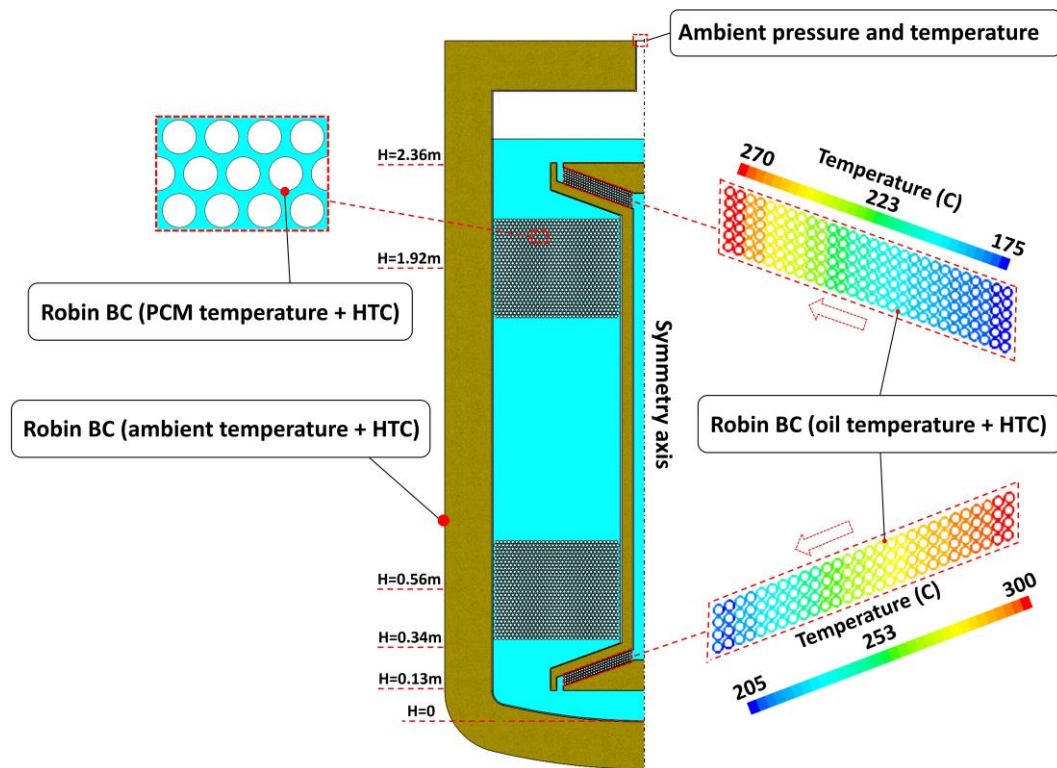 Ambient pressure and temperature
H=2.36m
H=1.92m
Robin BC (PCM temperature + HTC)
Robin BC (ambient temperature + HTC)
H=0.56m
H=0.34m
H=0.13m
H=0
Symmetry axis
Temperature (C)
270
223
175
Robin BC (oil temperature + HTC)
Temperature (C)
300
253
205